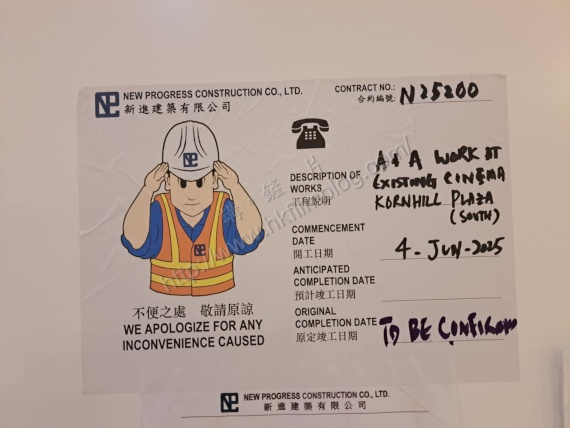 NEW PROGRESS CONSTRUCTION CO., LTD.
新進建築有限公司
CONTRACT NO.:
合約編號: N25200
DESCRIPTION OF
WORKS
工程說明
A & A WORK AT
EXISTING CINEMA
KORNHILL PLAZA
(SOUTH)
COMMENCEMENT
DATE
開工日期
4-JUN-2025
ANTICIPATED
COMPLETION DATE
預計竣工日期
ORIGINAL
COMPLETION DATE
原定竣工日期
TO BE CONFIRMED
不便之處 敬請原諒
WE APOLOGIZE FOR ANY
INCONVENIENCE CAUSED
NEW PROGRESS CONSTRUCTION CO., LTD.
新進建築有限公司
http://www.hkfilmblog.com/